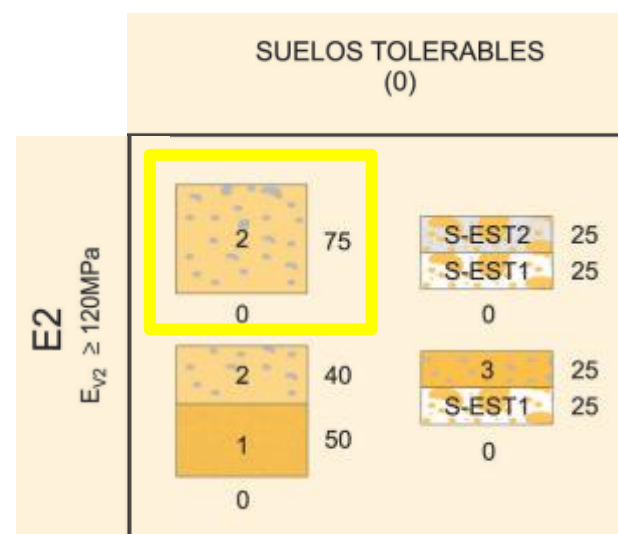 SUELOS TOLERABLES
(0)
E2
E_V2 ≥ 120MPa
2 75
0
S-EST2 25
S-EST1 25
0
2 40
1 50
0
3 25
S-EST1 25
0